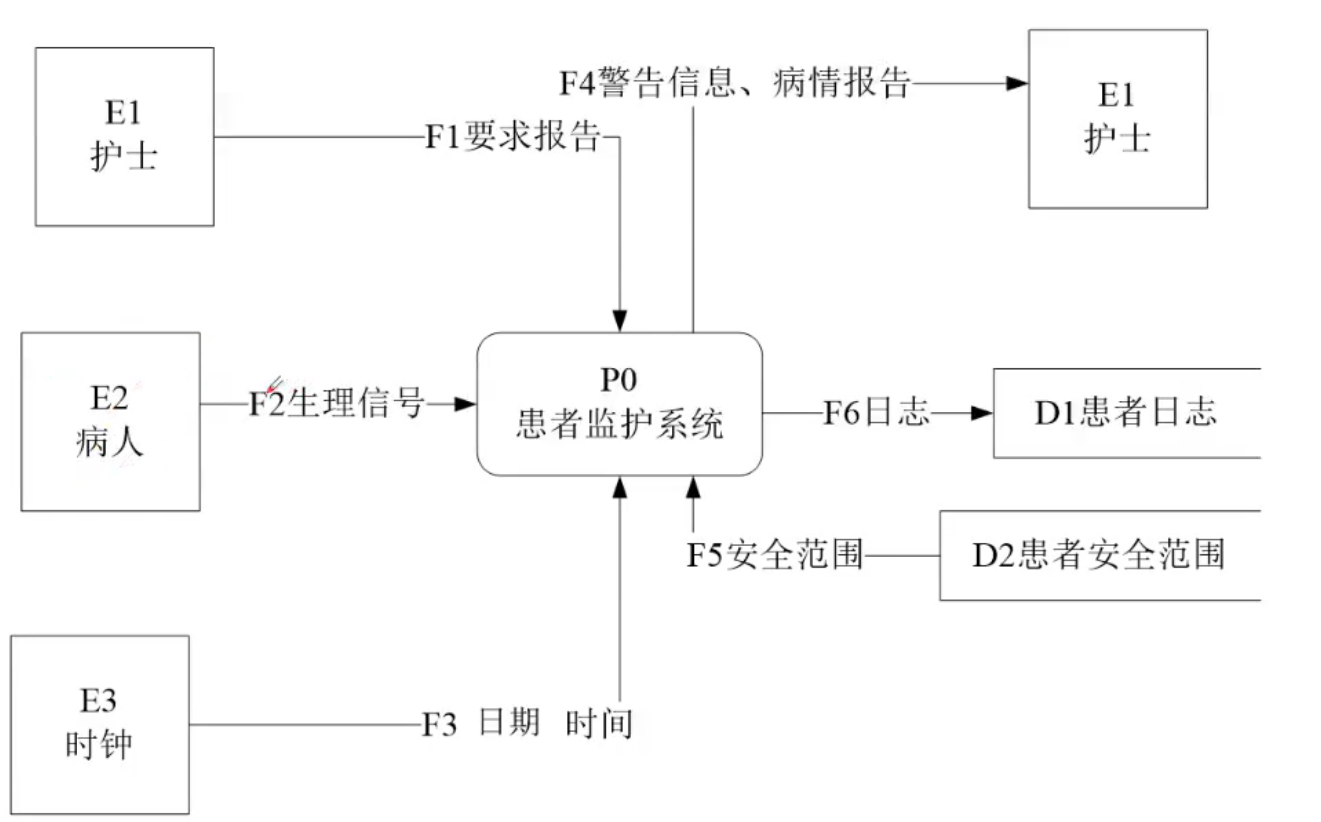 E1
护士
F1要求报告
F4警告信息、病情报告
E1
护士
E2
病人
F2生理信号
P0
患者监护系统
F6日志
D1患者日志
F5安全范围
D2患者安全范围
E3
时钟
F3 日期 时间